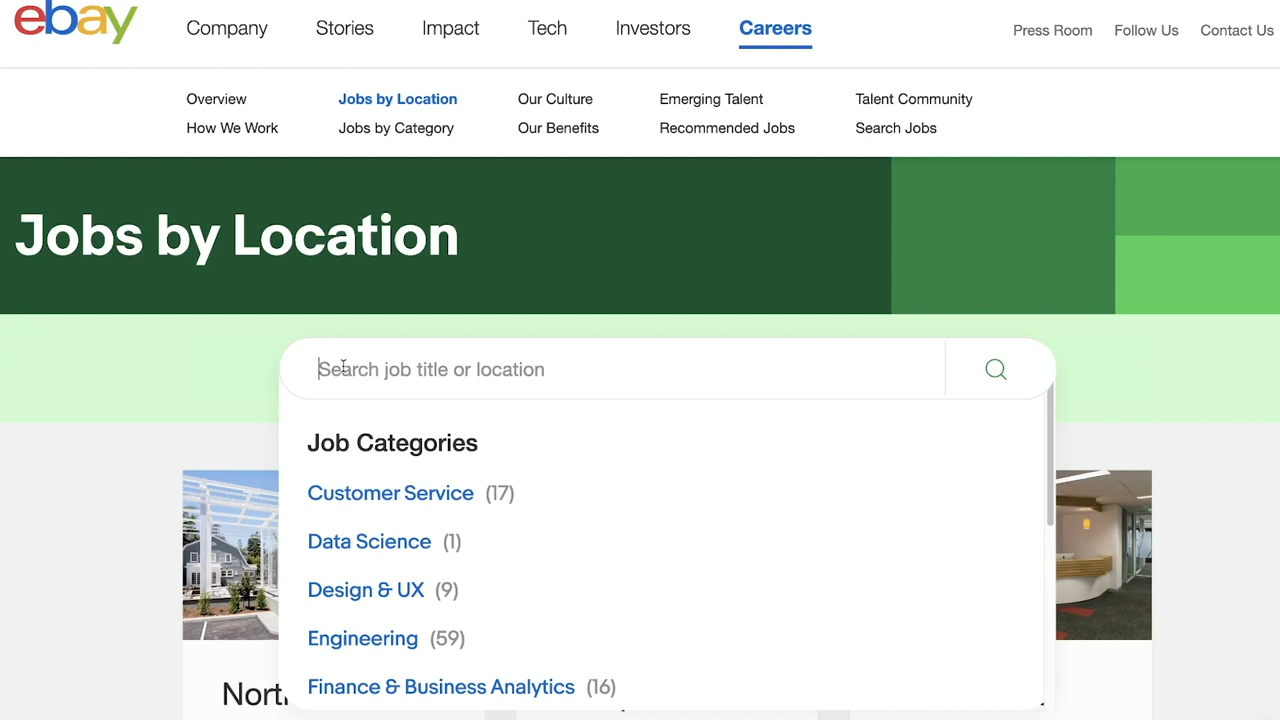 ebay
Company Stories Impact Tech Investors Careers
Press Room Follow Us Contact Us
Overview Jobs by Location Our Culture Emerging Talent Talent Community
How We Work Jobs by Category Our Benefits Recommended Jobs Search Jobs
Jobs by Location
Search job title or location
Job Categories
Customer Service (17)
Data Science (1)
Design & UX (9)
Engineering (59)
Finance & Business Analytics (16)